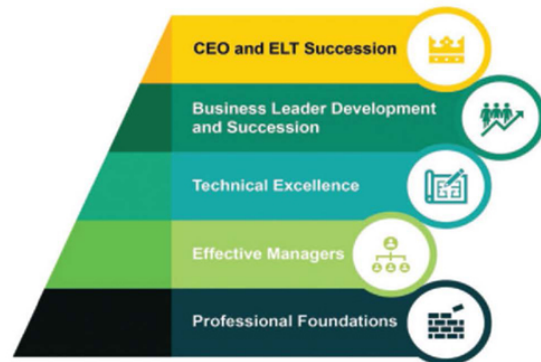 CEO and ELT Succession
Business Leader Development
and Succession
Technical Excellence
Effective Managers
Professional Foundations